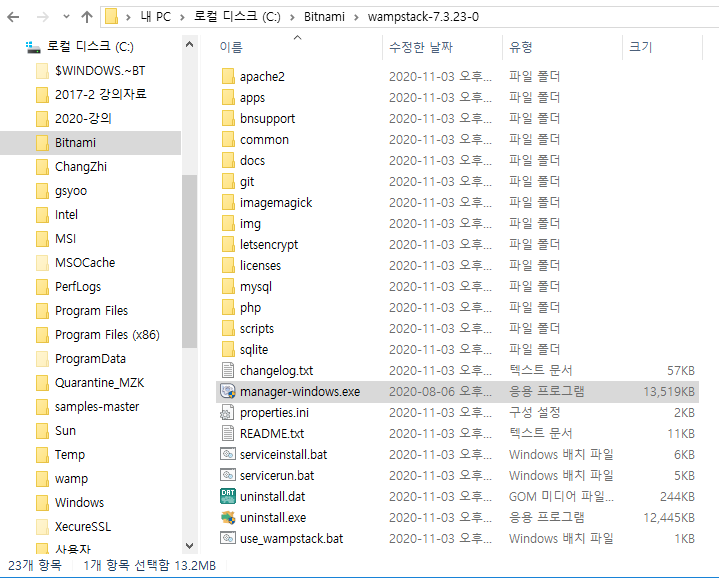 내 PC > 로컬 디스크 (C:) > Bitnami > wampstack-7.3.23-0
로컬 디스크 (C:)
$WINDOWS.~BT
2017-2 강의자료
2020-강의
Bitnami
ChangZhi
gsyoo
Intel
MSI
MSOCache
PerfLogs
Program Files
Program Files (x86)
ProgramData
Quarantine_MZK
samples-master
Sun
Temp
wamp
Windows
XecureSSL
사용자
이름 수정한 날짜 유형 크기
apache2 2020-11-03 오후... 파일 폴더
apps 2020-11-03 오후... 파일 폴더
bnsupport 2020-11-03 오후... 파일 폴더
common 2020-11-03 오후... 파일 폴더
docs 2020-11-03 오후... 파일 폴더
git 2020-11-03 오후... 파일 폴더
imagemagick 2020-11-03 오후... 파일 폴더
img 2020-11-03 오후... 파일 폴더
letsencrypt 2020-11-03 오후... 파일 폴더
licenses 2020-11-03 오후... 파일 폴더
mysql 2020-11-03 오후... 파일 폴더
php 2020-11-03 오후... 파일 폴더
scripts 2020-11-03 오후... 파일 폴더
sqlite 2020-11-03 오후... 파일 폴더
changelog.txt 2020-11-03 오후... 텍스트 문서 57KB
manager-windows.exe 2020-08-06 오후... 응용 프로그램 13,519KB
properties.ini 2020-11-03 오후... 구성 설정 2KB
README.txt 2020-11-03 오후... 텍스트 문서 11KB
serviceinstall.bat 2020-11-03 오후... Windows 배치 파일 6KB
servicerun.bat 2020-11-03 오후... Windows 배치 파일 5KB
uninstall.dat 2020-11-03 오후... GOM 미디어 파일... 244KB
uninstall.exe 2020-11-03 오후... 응용 프로그램 12,445KB
use_wampstack.bat 2020-11-03 오후... Windows 배치 파일 1KB
23개 항목 1개 항목 선택함 13.2MB